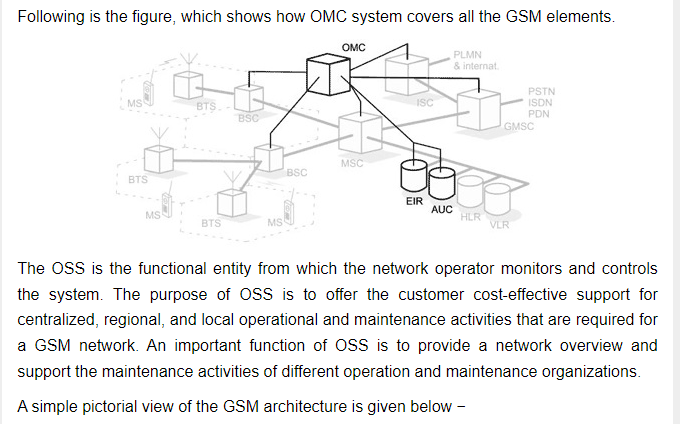 Following is the figure, which shows how OMC system covers all the GSM elements.
OMC
PLMN
& internat.
MS
BTS
BSC
ISC
PSTN
ISDN
PDN
GMSC
MSC
BTS
BSC
EIR
AUC
HLR
VLR
MS
BTS
MS
The OSS is the functional entity from which the network operator monitors and controls
the system. The purpose of OSS is to offer the customer cost-effective support for
centralized, regional, and local operational and maintenance activities that are required for
a GSM network. An important function of OSS is to provide a network overview and
support the maintenance activities of different operation and maintenance organizations.
A simple pictorial view of the GSM architecture is given below −